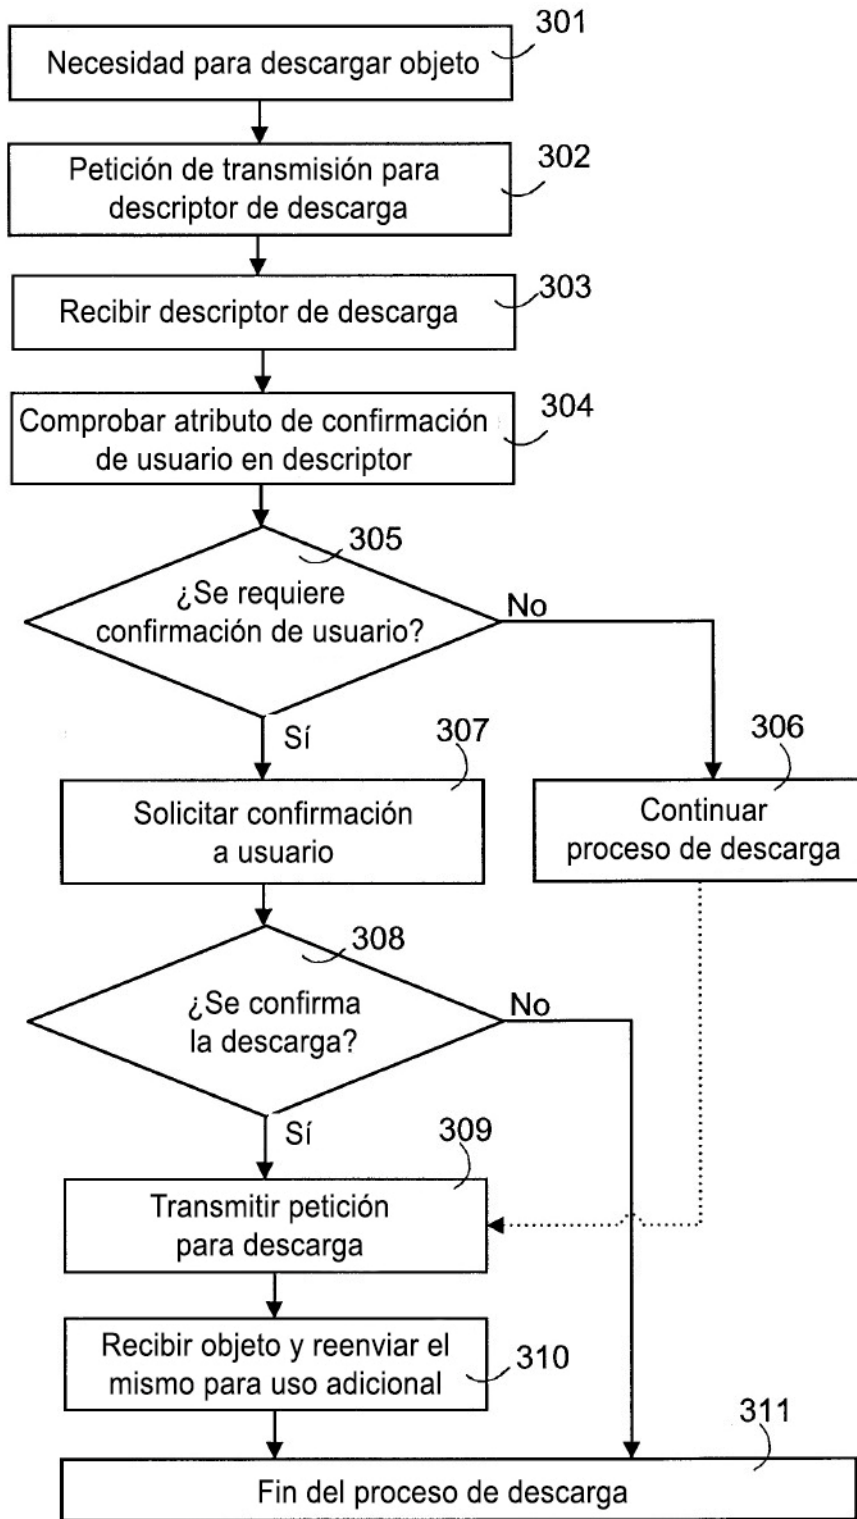 301
Necesidad para descargar objeto
302
Petición de transmisión para
descriptor de descarga
303
Recibir descriptor de descarga
304
Comprobar atributo de confirmación
de usuario en descriptor
305
¿Se requiere
confirmación de usuario?
No
Sí
307
306
Solicitar confirmación
a usuario
Continuar
proceso de descarga
308
¿Se confirma
la descarga?
No
Sí
309
Transmitir petición
para descarga
Recibir objeto y reenviar el
mismo para uso adicional
310
311
Fin del proceso de descarga